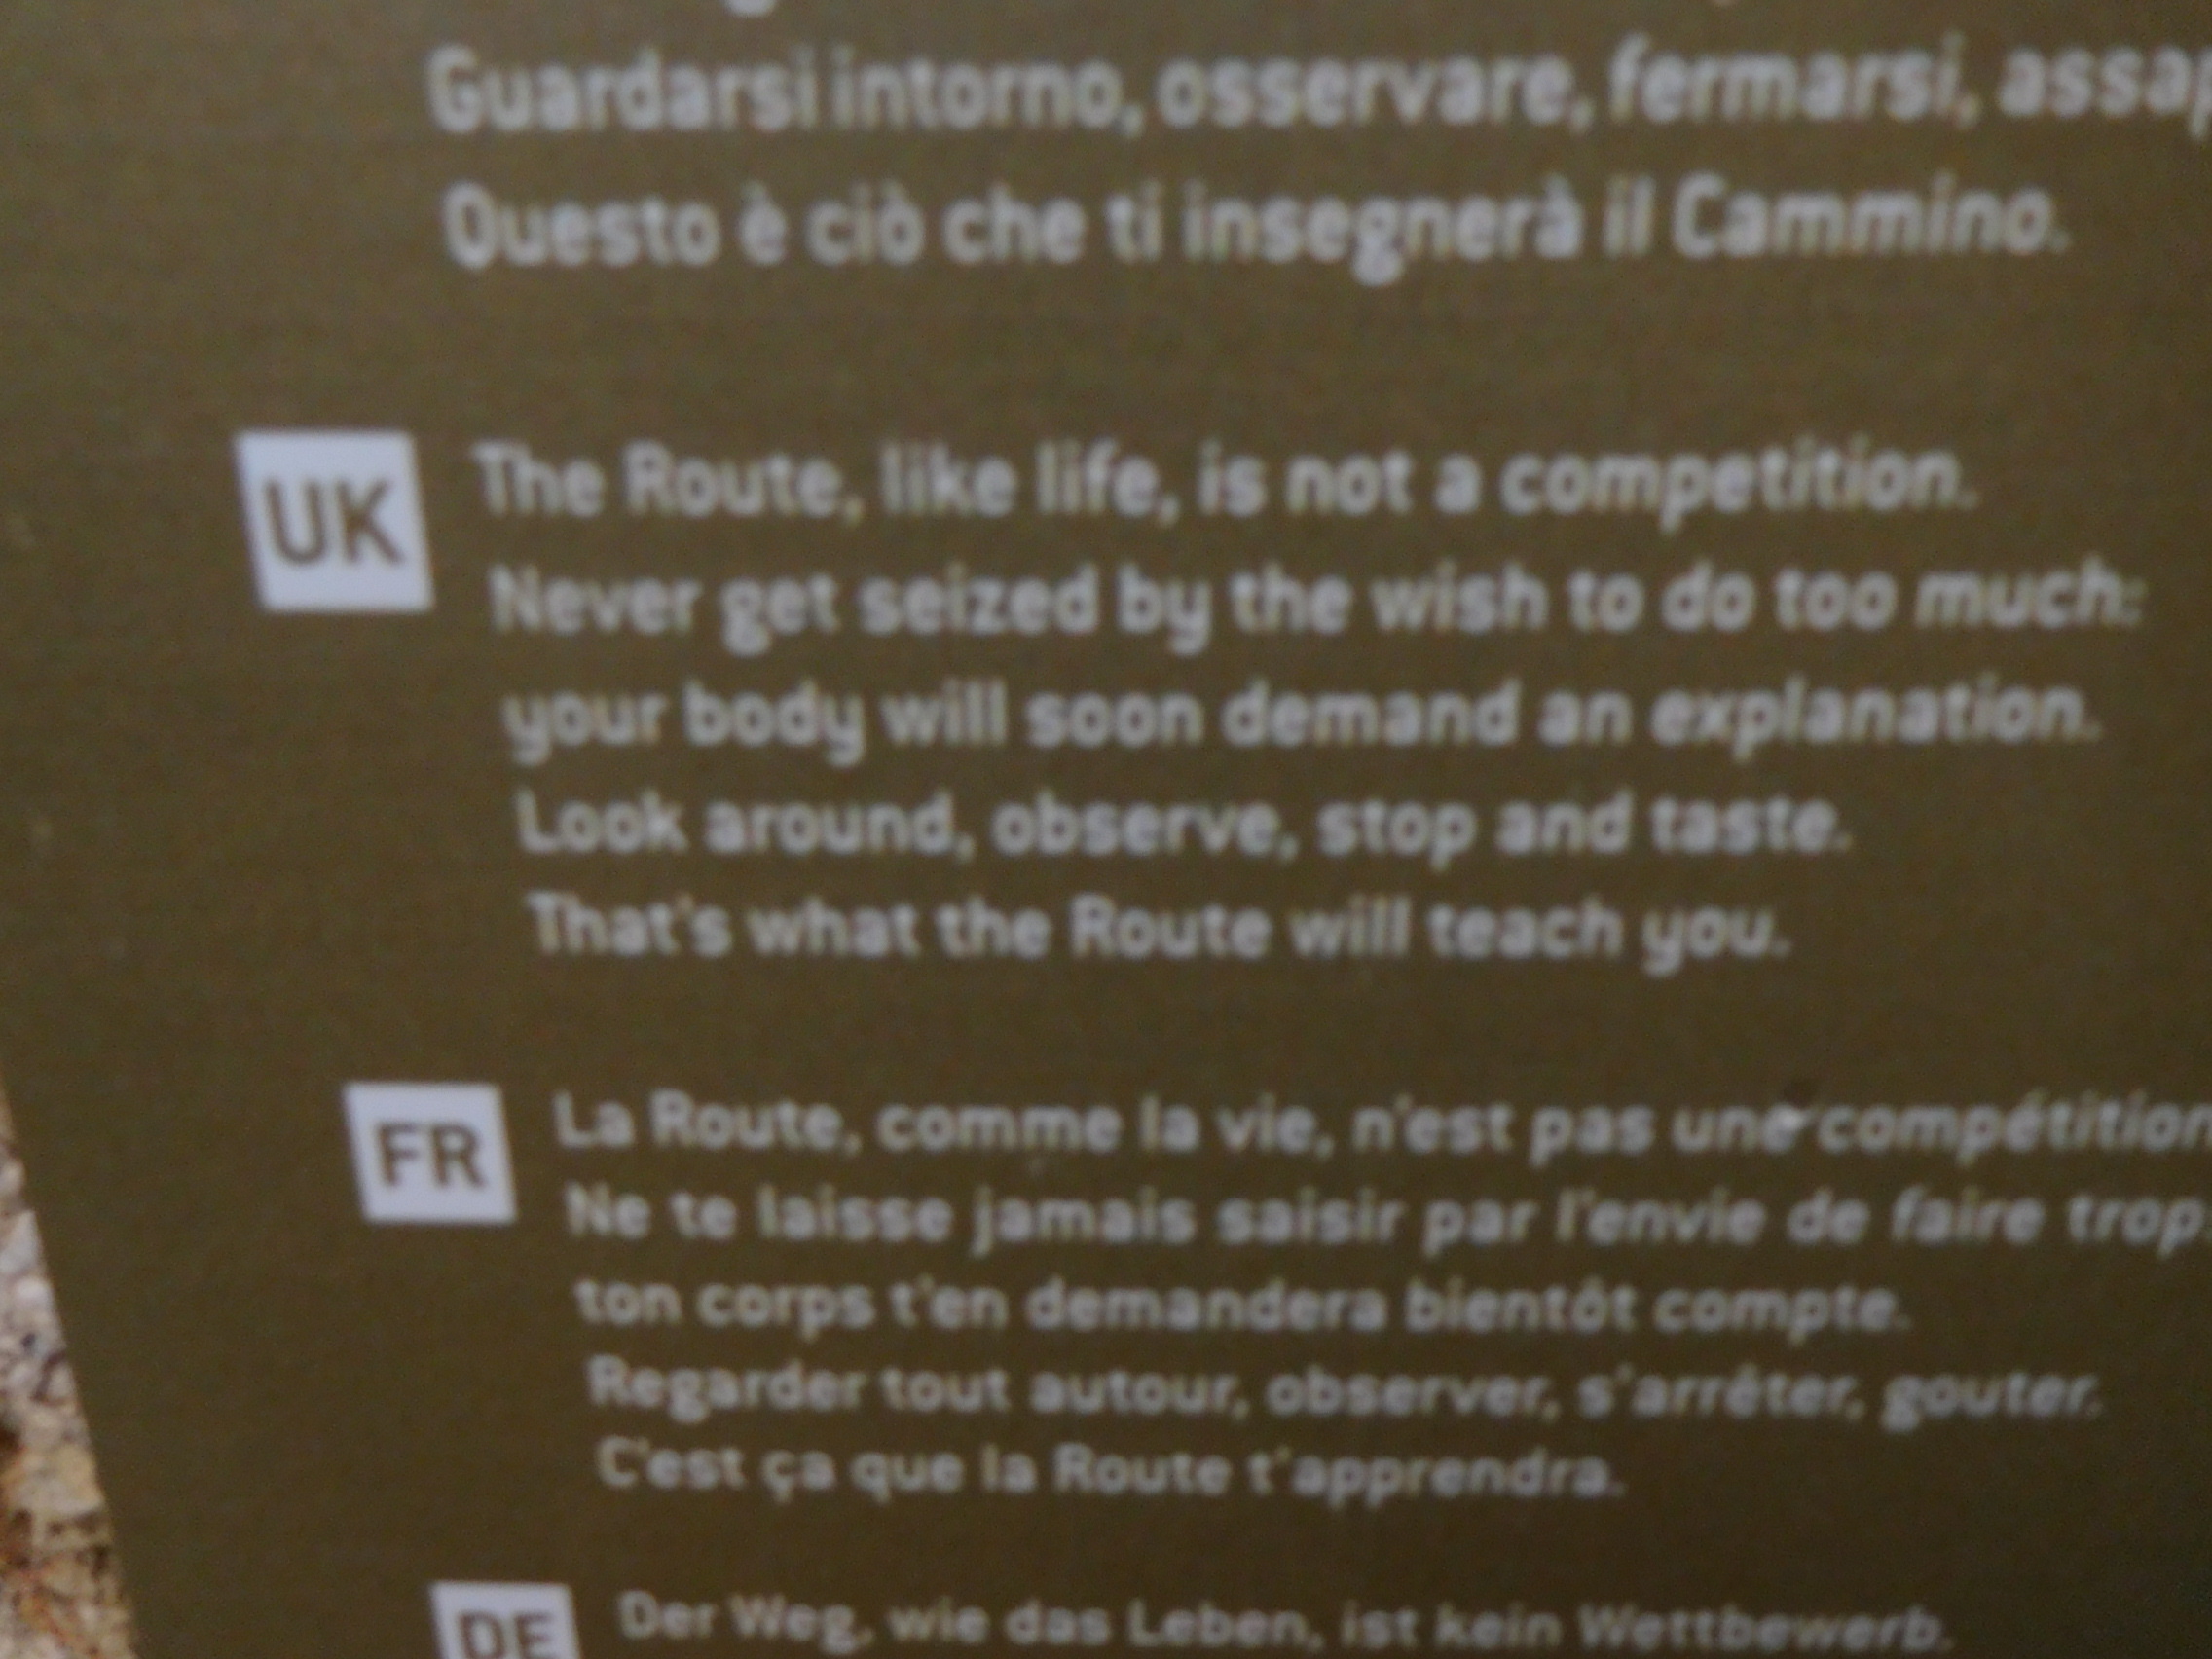 Guardarsi intorno, osservare, fermarsi,
Questo è ciò che ti insegnerà il Cammino.
UK
The Route, like life, is not a competition.
Never get seized by the wish to do too much:
your body will soon demand an explanation.
Look around, observe, stop and taste.
That's what the Route will teach you.
FR
La Route, comme la vie, n'est pas une compétition
Ne te laisse jamais saisir par l'envie de faire trop:
ton corps t'en demandera bientôt compte.
Regarder tout autour, observer, s'arrêter, gouter.
C'est ça que la Route t'apprendra.
DE
Der Weg, wie das Leben, ist kein Wettbewerb.